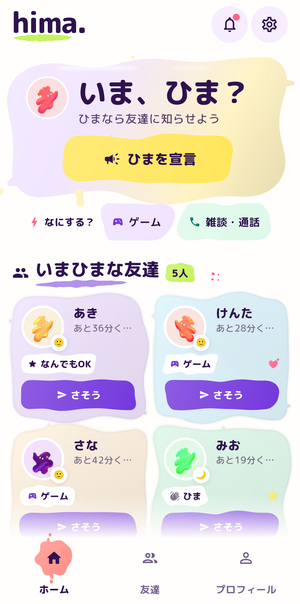 hima.
いま、ひま？
ひまなら友達に知らせよう
ひまを宣言
なにする？ ゲーム 雑談・通話
いまひまな友達 5人
あき
あと36分く…
なんでもOK
さそう
けんた
あと28分く…
ゲーム
さそう
さな
あと42分く…
ゲーム
さそう
みお
あと19分く…
ひま
さそう
ホーム 友達 プロフィール